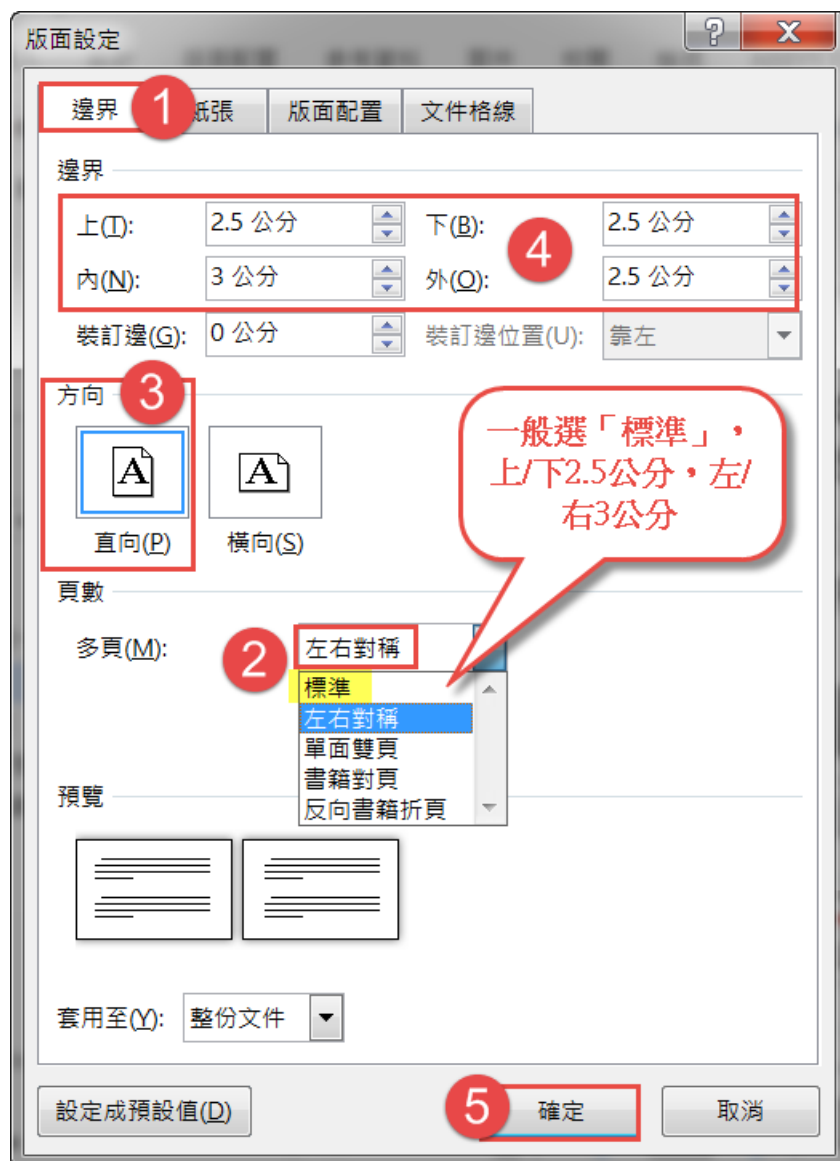 版面設定
邊界 1 紙張 版面配置 文件格線
邊界
上(T): 2.5 公分 下(B): 2.5 公分
4
內(N): 3 公分 外(O): 2.5 公分
裝訂邊(G): 0 公分 裝訂邊位置(U): 靠左
方向 3
A A
直向(P) 橫向(S)
一般選「標準」，
上/下2.5公分，左/
右3公分
頁數
多頁(M): 2 左右對稱
標準
左右對稱
單面雙頁
書籍對頁
反向書籍折頁
預覽
套用至(Y): 整份文件
設定成預設值(D) 5 確定 取消